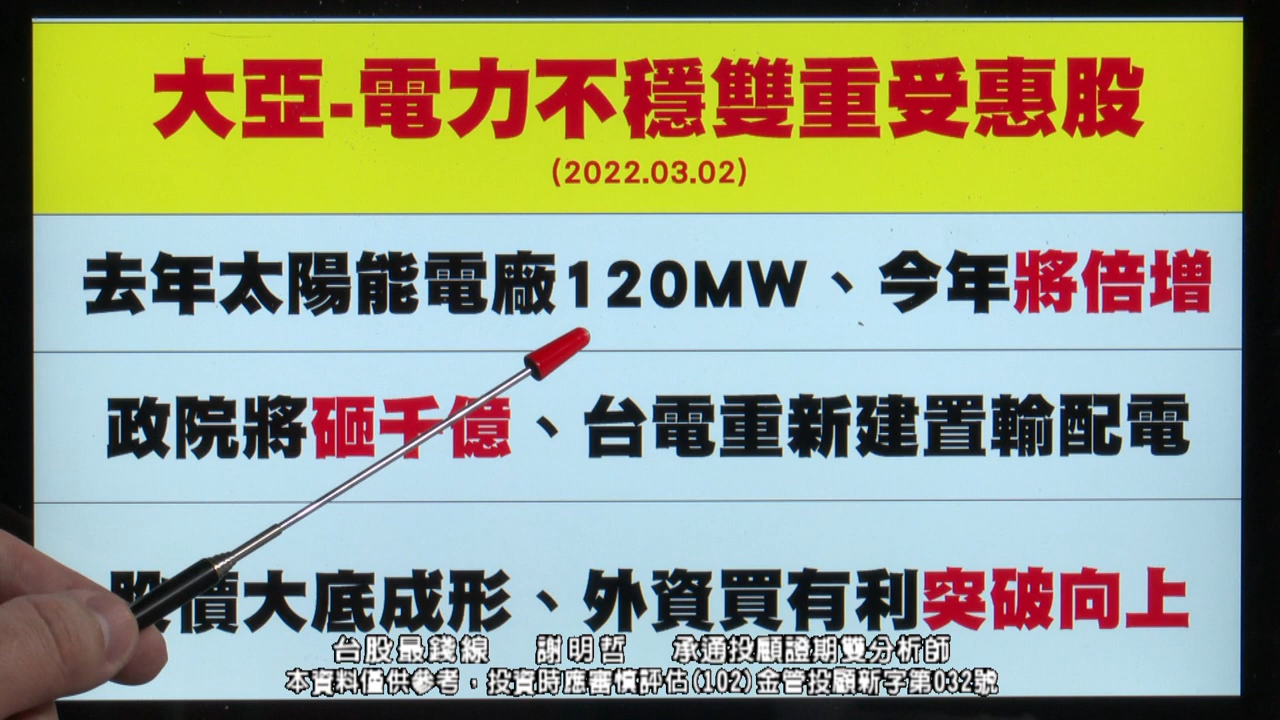 大亞-電力不穩雙重受惠股
(2022.03.02)
去年太陽能電廠120MW、今年將倍增
政院將砸千億、台電重新建置輸配電
股價大底成形、外資買有利突破向上
台股最錢線 謝明哲 承通投顧證期雙分析師
本資料僅供參考，投資時應審慎評估(102)金管投顧新字第032號